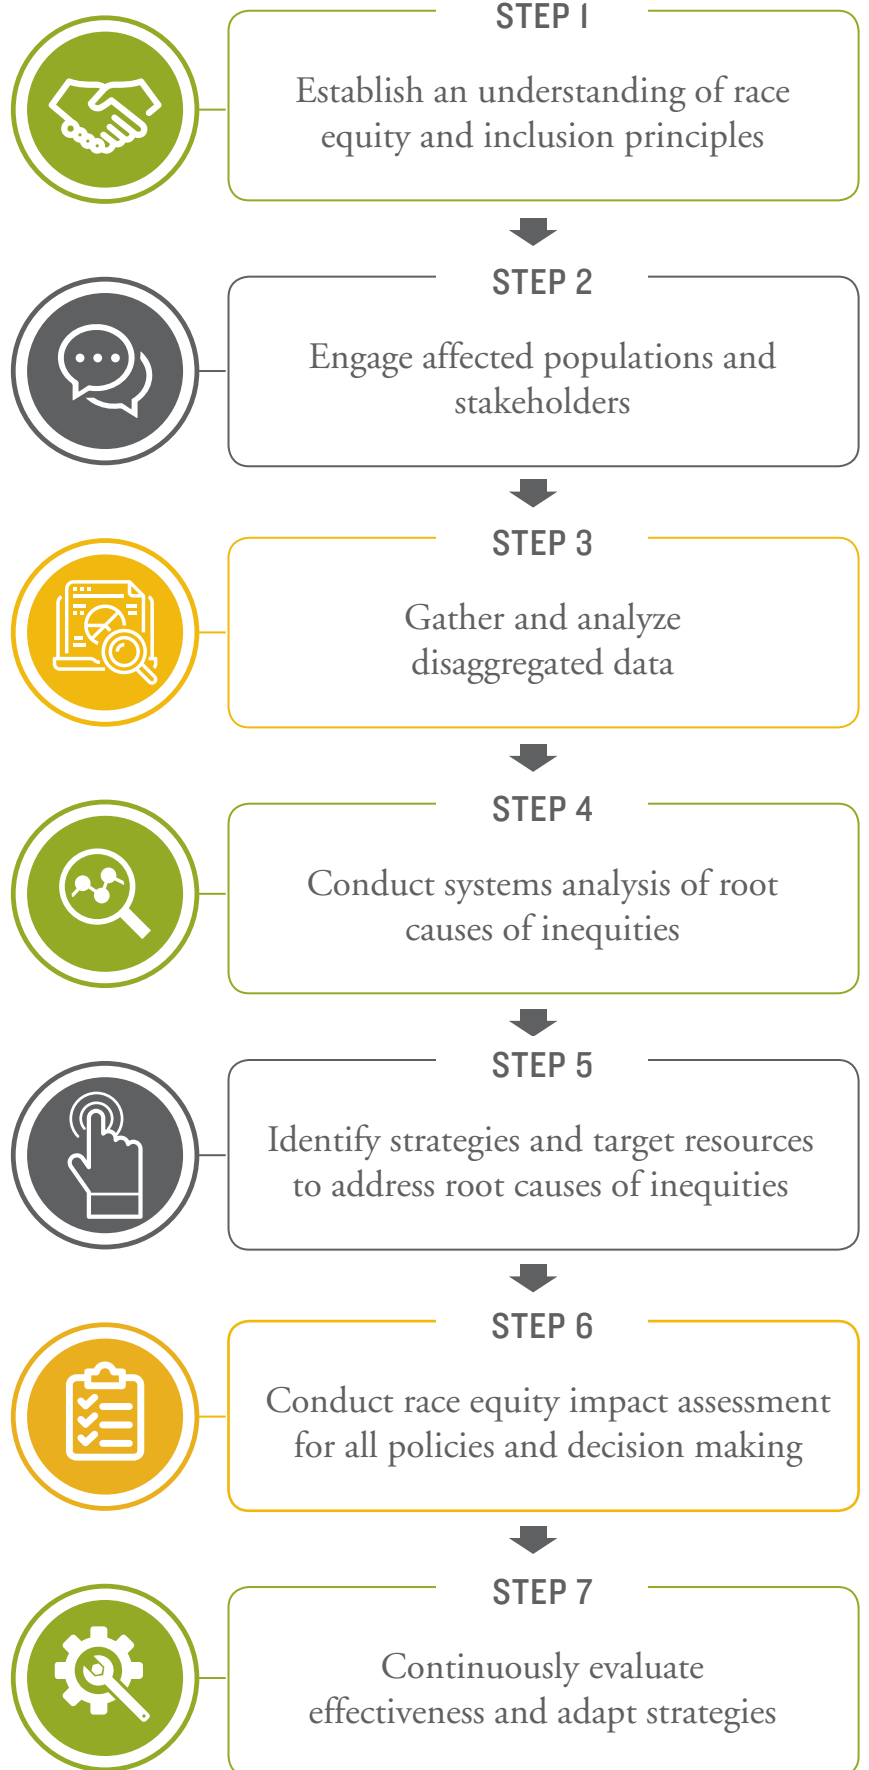 STEP 1
Establish an understanding of race
equity and inclusion principles
STEP 2
Engage affected populations and
stakeholders
STEP 3
Gather and analyze
disaggregated data
STEP 4
Conduct systems analysis of root
causes of inequities
STEP 5
Identify strategies and target resources
to address root causes of inequities
STEP 6
Conduct race equity impact assessment
for all policies and decision making
STEP 7
Continuously evaluate
effectiveness and adapt strategies